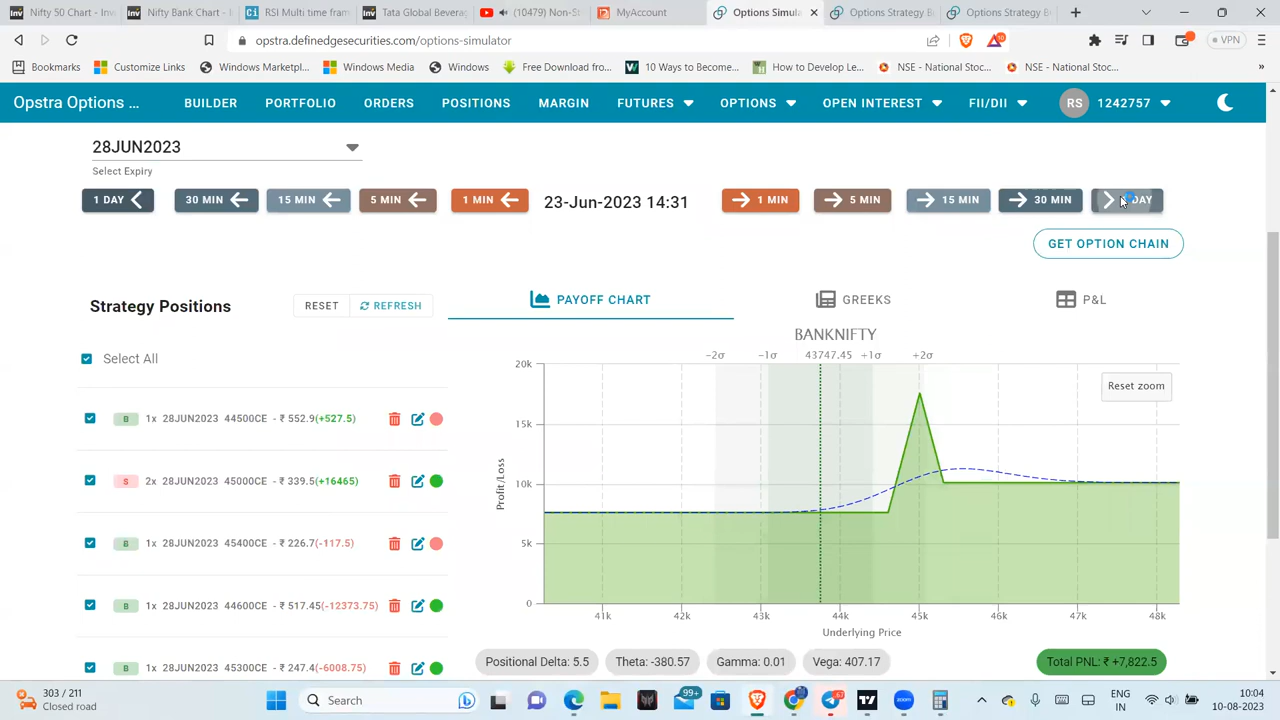 Nifty 50 Chart - I
Nifty Bank Chart - I
RSI Multi time fram
Tata Global Beverag
(10479) Non-St
MyAccount
Options Simula
Options Strategy B
Options Strategy B
opstra.definedgesecurities.com/options-simulator
VPN
Bookmarks
Customize Links
Windows Marketpl...
Windows Media
Windows
Free Download fro...
10 Ways to Become...
How to Develop Le...
NSE - National Stoc...
NSE - National Stoc...
Opstra Options ...
BUILDER
PORTFOLIO
ORDERS
POSITIONS
MARGIN
FUTURES
OPTIONS
OPEN INTEREST
FII/DII
RS
1242757
28JUN2023
Select Expiry
1 DAY
30 MIN
15 MIN
5 MIN
1 MIN
23-Jun-2023 14:31
1 MIN
5 MIN
15 MIN
30 MIN
DAY
GET OPTION CHAIN
Strategy Positions
RESET
REFRESH
PAYOFF CHART
GREEKS
P&L
Select All
B 1x 28JUN2023 44500CE - ₹ 552.9(+527.5)
S 2x 28JUN2023 45000CE - ₹ 339.5(+16465)
B 1x 28JUN2023 45400CE - ₹ 226.7(-117.5)
B 1x 28JUN2023 44600CE - ₹ 517.45(-12373.75)
B 1x 28JUN2023 45300CE - ₹ 247.4(-6008.75)
BANKNIFTY
-2σ -1σ 43747.45 +1σ +2σ
Reset zoom
20k
15k
10k
5k
0
Profit/Loss
41k 42k 43k 44k 45k 46k 47k 48k
Underlying Price
Positional Delta: 5.5
Theta: -380.57
Gamma: 0.01
Vega: 407.17
Total PNL: ₹ +7,822.5
303 / 211
Closed road
Search
99+
ENG
IN
10:04
10-08-2023